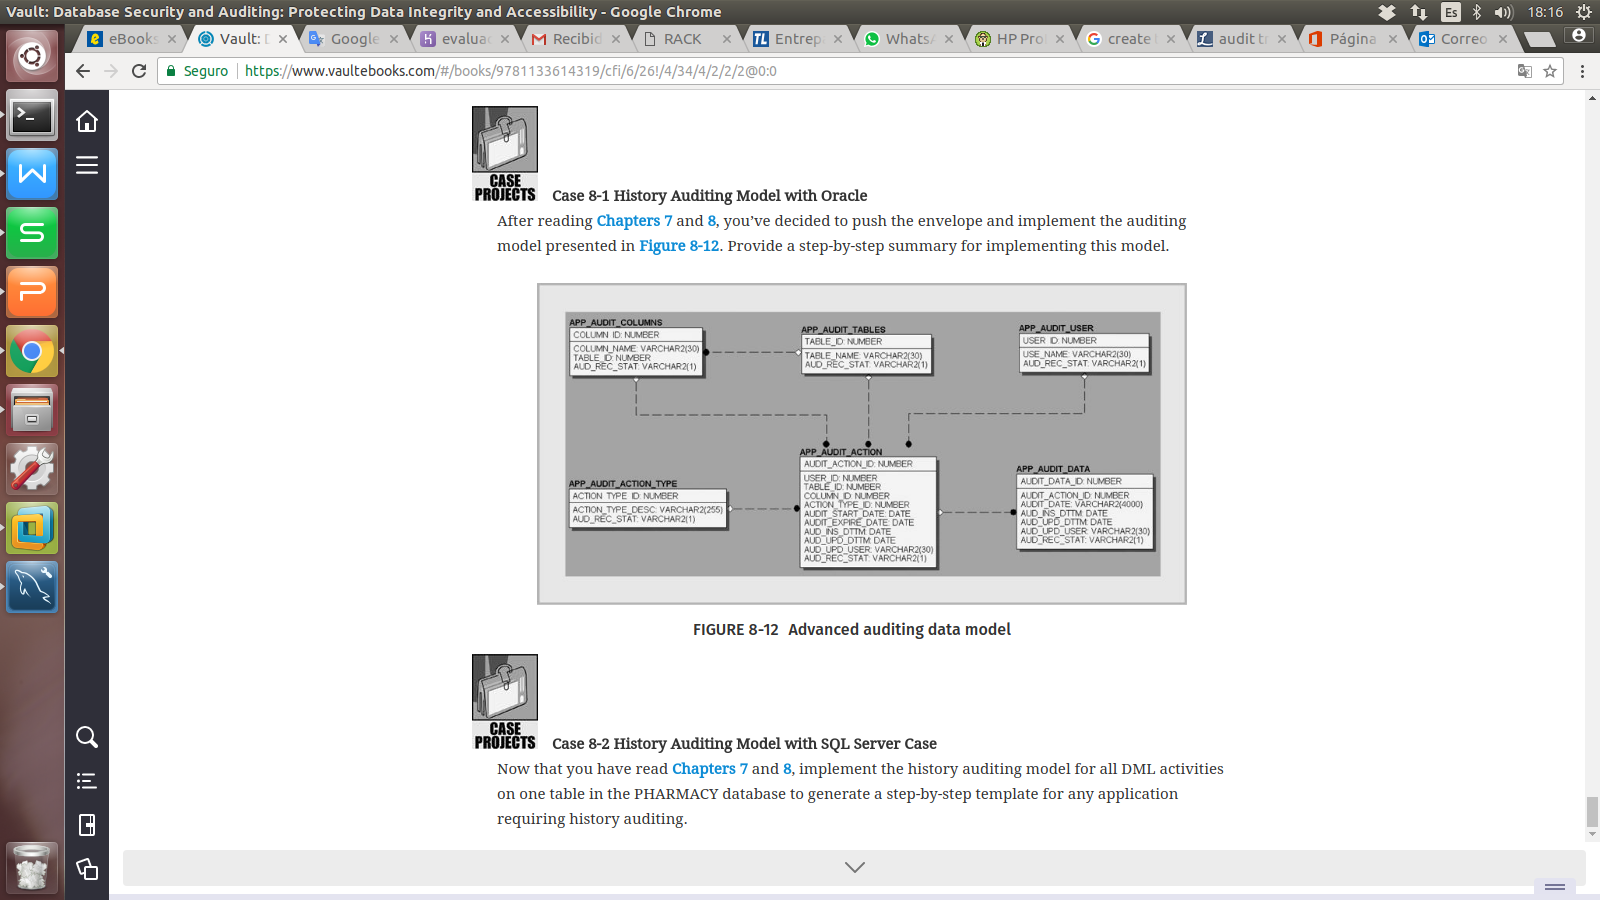 Vault: Database Security and Auditing: Protecting Data Integrity and Accessibility - Google Chrome
Es
18:16
eBooks
Vault: D
Google
evaluac
Recibid
RACK
Entrep
WhatsA
HP Pro
create
audit tr
Página
Correo
Seguro
https://www.vaultebooks.com/#/books/9781133614319/cfi/6/26!/4/34/4/2/2/2@0:0
CASE
PROJECTS
Case 8-1 History Auditing Model with Oracle
After reading Chapters 7 and 8, you’ve decided to push the envelope and implement the auditing
model presented in Figure 8-12. Provide a step-by-step summary for implementing this model.
APP_AUDIT_COLUMNS
COLUMN_ID: NUMBER
COLUMN_NAME: VARCHAR2(30)
TABLE_ID: NUMBER
AUD_REC_STAT: VARCHAR2(1)
APP_AUDIT_TABLES
TABLE_ID: NUMBER
TABLE_NAME: VARCHAR2(30)
AUD_REC_STAT: VARCHAR2(1)
APP_AUDIT_USER
USER_ID: NUMBER
USE_NAME: VARCHAR2(30)
AUD_REC_STAT: VARCHAR2(1)
APP_AUDIT_ACTION_TYPE
ACTION_TYPE_ID: NUMBER
ACTION_TYPE_DESC: VARCHAR2(255)
AUD_REC_STAT: VARCHAR2(1)
APP_AUDIT_ACTION
AUDIT_ACTION_ID: NUMBER
USER_ID: NUMBER
TABLE_ID: NUMBER
COLUMN_ID: NUMBER
ACTION_TYPE_ID: NUMBER
AUDIT_START_DATE: DATE
AUDIT_EXPIRE_DATE: DATE
AUD_INS_DTTM: DATE
AUD_UPD_DTTM: DATE
AUD_UPD_USER: VARCHAR2(30)
AUD_REC_STAT: VARCHAR2(1)
APP_AUDIT_DATA
AUDIT_DATA_ID: NUMBER
AUDIT_ACTION_ID: NUMBER
AUDIT_DATE: VARCHAR2(4000)
AUD_INS_DTTM: DATE
AUD_UPD_DTTM: DATE
AUD_UPD_USER: VARCHAR2(30)
AUD_REC_STAT: VARCHAR2(1)
FIGURE 8-12 Advanced auditing data model
CASE
PROJECTS
Case 8-2 History Auditing Model with SQL Server Case
Now that you have read Chapters 7 and 8, implement the history auditing model for all DML activities
on one table in the PHARMACY database to generate a step-by-step template for any application
requiring history auditing.